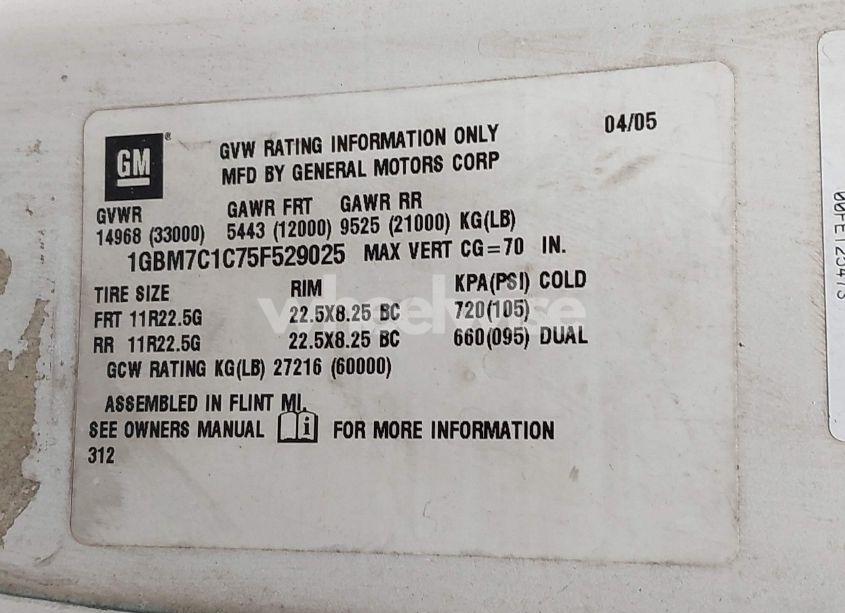 GM ®
GVW RATING INFORMATION ONLY
04/05
MFD BY GENERAL MOTORS CORP
GVWR GAWR FRT GAWR RR
14968 (33000) 5443 (12000) 9525 (21000) KG(LB)
1GBM7C1C75F529025 MAX VERT CG=70 IN.
TIRE SIZE RIM KPA(PSI) COLD
FRT 11R22.5G 22.5X8.25 BC 720(105)
RR 11R22.5G 22.5X8.25 BC 660(095) DUAL
GCW RATING KG(LB) 27216 (60000)
ASSEMBLED IN FLINT MI.
SEE OWNERS MANUAL i FOR MORE INFORMATION
312
wheelhouse